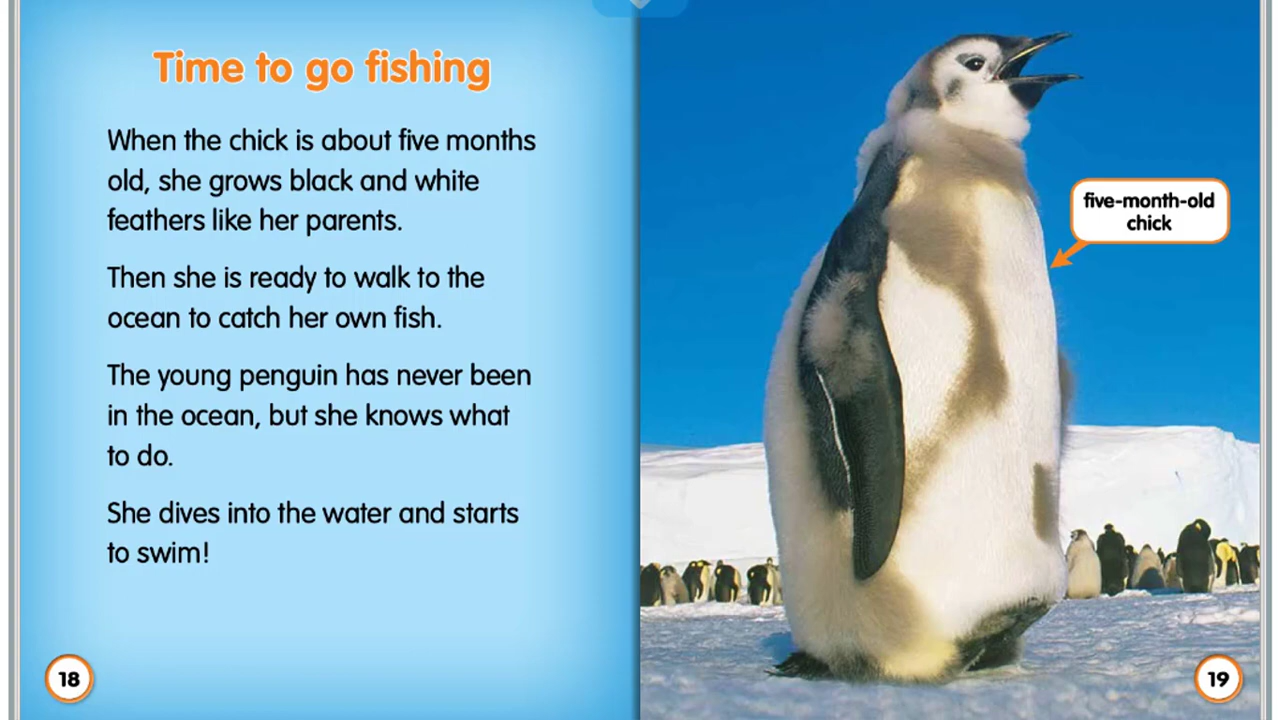 Time to go fishing
When the chick is about five months
old, she grows black and white
feathers like her parents.
Then she is ready to walk to the
ocean to catch her own fish.
The young penguin has never been
in the ocean, but she knows what
to do.
She dives into the water and starts
to swim!
18
five-month-old
chick
19